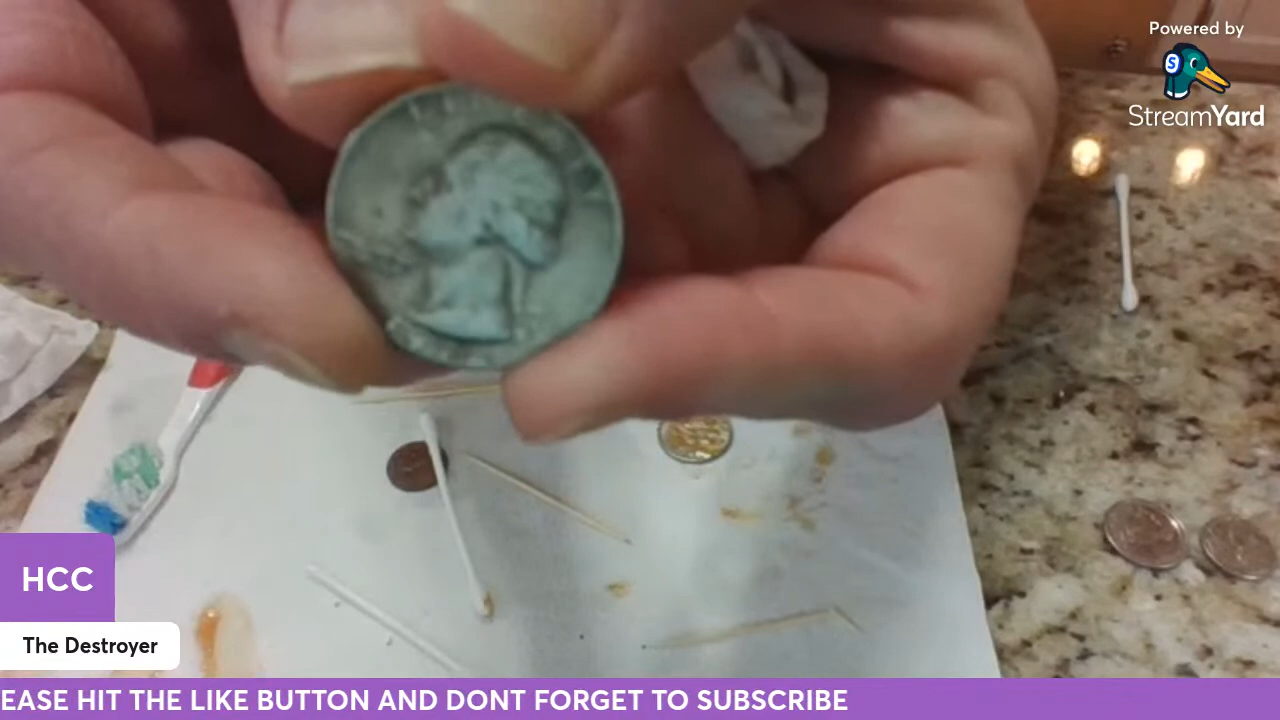 Powered by
S
StreamYard
HCC
The Destroyer
EASE HIT THE LIKE BUTTON AND DONT FORGET TO SUBSCRIBE